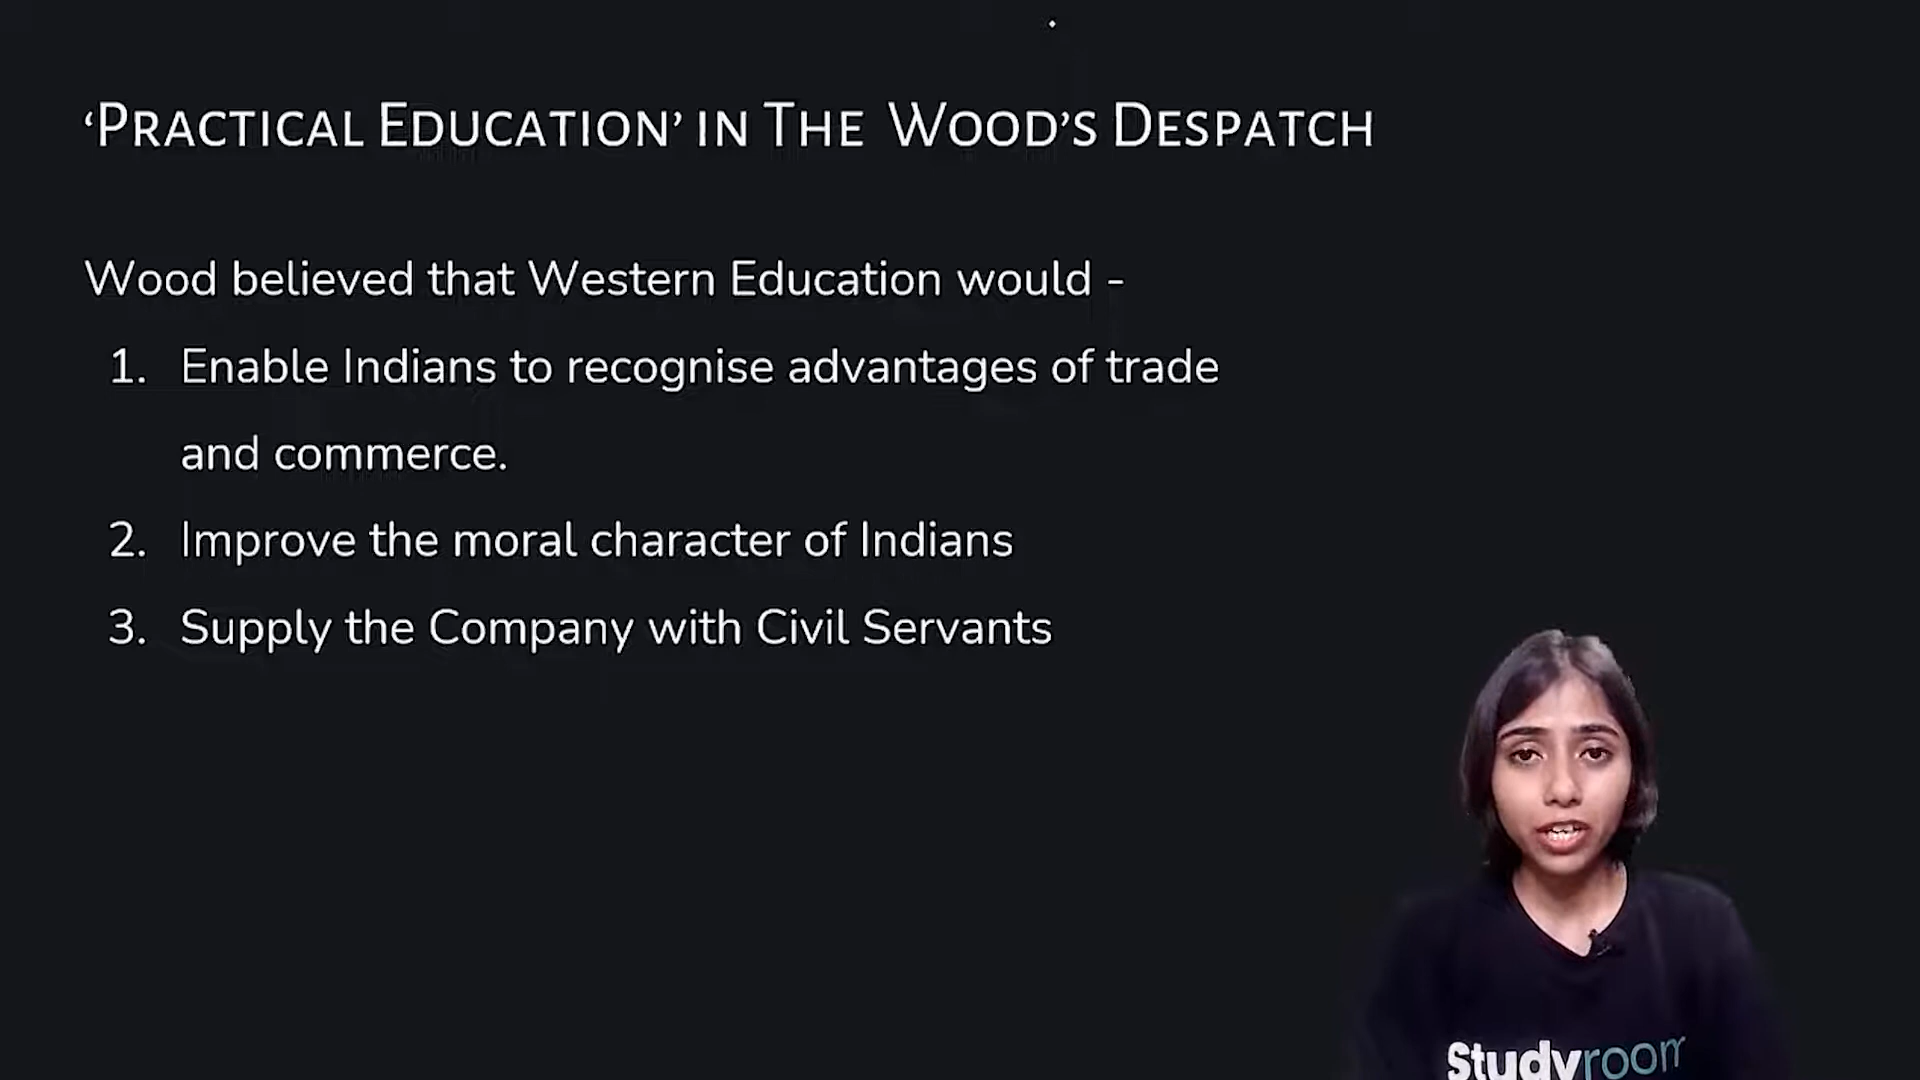 ‘PRACTICAL EDUCATION’ IN THE WOOD’S DESPATCH
Wood believed that Western Education would -
1. Enable Indians to recognise advantages of trade
and commerce.
2. Improve the moral character of Indians
3. Supply the Company with Civil Servants
Studyroom